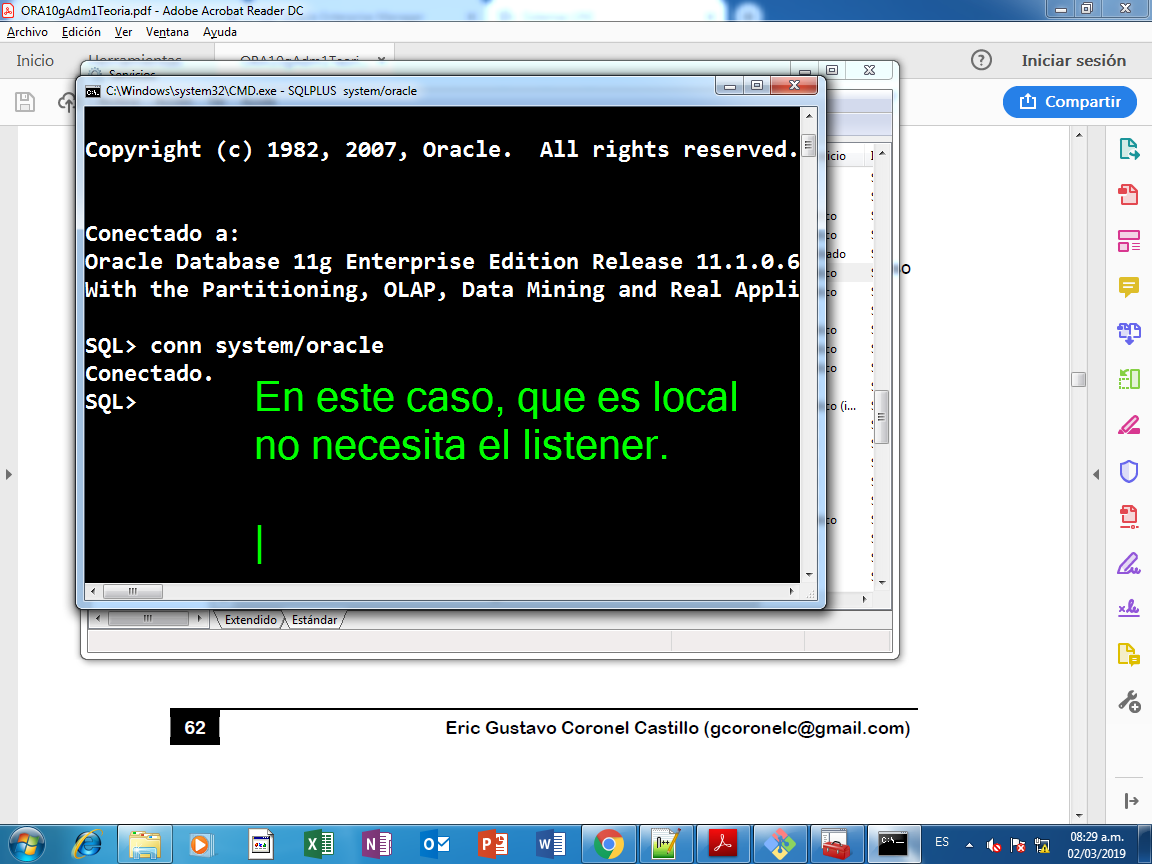 ORA10gAdm1Teoria.pdf - Adobe Acrobat Reader DC
Archivo Edición Ver Ventana Ayuda
Inicio
Herramientas
ORA10gAdm1Teori...
Iniciar sesión
Compartir
Servicios
C:\Windows\system32\CMD.exe - SQLPLUS system/oracle
Copyright (c) 1982, 2007, Oracle.  All rights reserved.
Conectado a:
Oracle Database 11g Enterprise Edition Release 11.1.0.6
With the Partitioning, OLAP, Data Mining and Real Appli
SQL> conn system/oracle
Conectado.
SQL>
En este caso, que es local
no necesita el listener.
Extendido Estándar
62
Eric Gustavo Coronel Castillo (gcoronelc@gmail.com)
ES
08:29 a.m.
02/03/2019